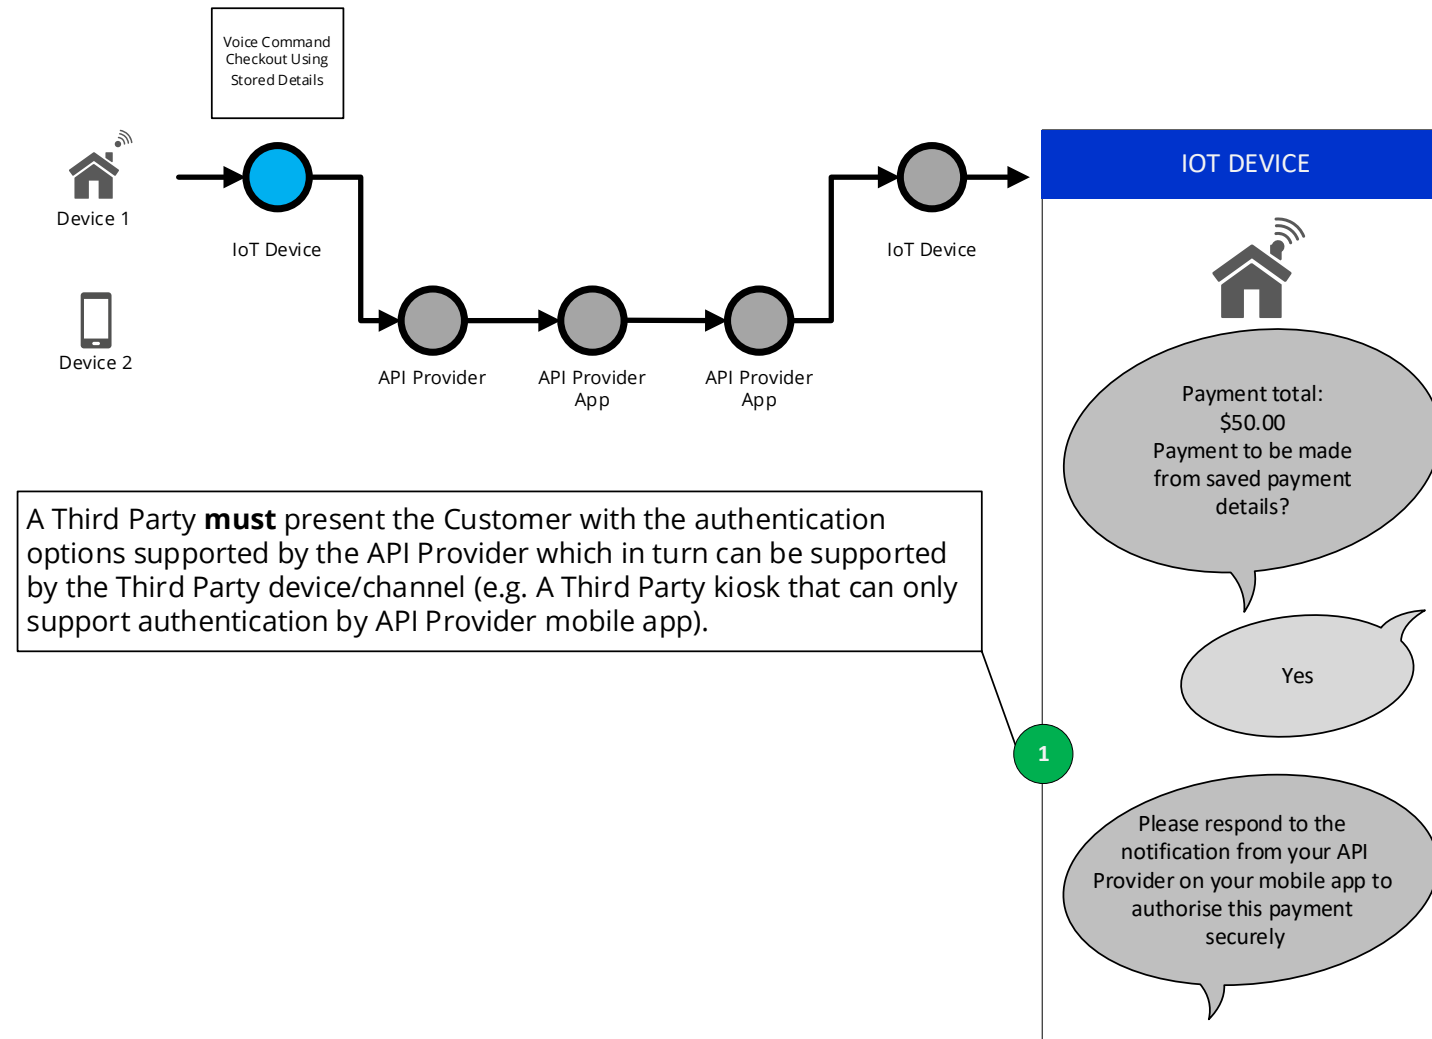 Voice Command
Checkout Using
Stored Details
Device 1
IoT Device
IoT Device
Device 2
API Provider
API Provider
App
API Provider
App
IOT DEVICE
Payment total:
$50.00
Payment to be made
from saved payment
details?
A Third Party must present the Customer with the authentication
options supported by the API Provider which in turn can be supported
by the Third Party device/channel (e.g. A Third Party kiosk that can only
support authentication by API Provider mobile app).
Yes
1
Please respond to the
notification from your API
Provider on your mobile app to
authorise this payment
securely